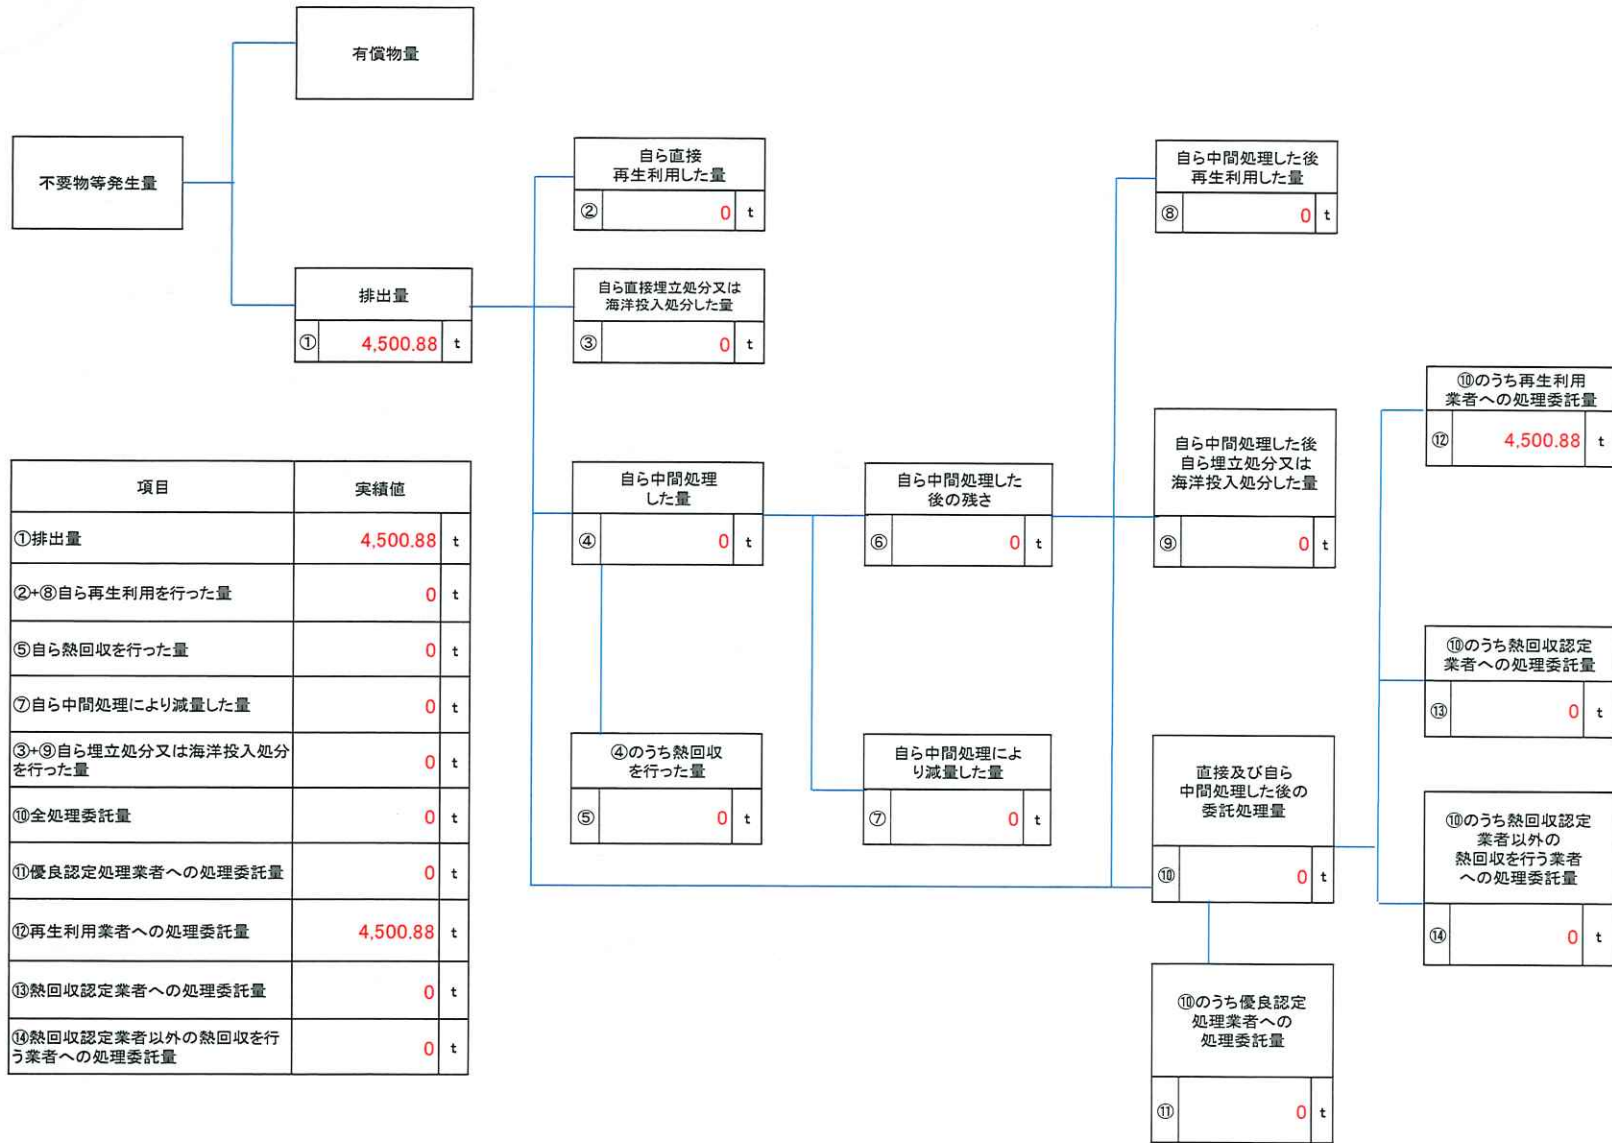 有償物量
不要物等発生量
排出量
① 4,500.88 t
自ら直接
再生利用した量
② 0 t
自ら直接埋立処分又は
海洋投入処分した量
③ 0 t
自ら中間処理
した量
④ 0 t
④のうち熱回収
を行った量
⑤ 0 t
自ら中間処理した
後の残さ
⑥ 0 t
自ら中間処理によ
り減量した量
⑦ 0 t
自ら中間処理した後
再生利用した量
⑧ 0 t
自ら中間処理した後
自ら埋立処分又は
海洋投入処分した量
⑨ 0 t
直接及び自ら
中間処理した後の
委託処理量
⑩ 0 t
⑩のうち優良認定
処理業者への
処理委託量
⑪ 0 t
⑩のうち再生利用
業者への処理委託量
⑫ 4,500.88 t
⑩のうち熱回収認定
業者への処理委託量
⑬ 0 t
⑩のうち熱回収認定
業者以外の
熱回収を行う業者
への処理委託量
⑭ 0 t
項目 実績値
①排出量 4,500.88 t
②+⑧自ら再生利用を行った量 0 t
⑤自ら熱回収を行った量 0 t
⑦自ら中間処理により減量した量 0 t
③+⑨自ら埋立処分又は海洋投入処分
を行った量 0 t
⑩全処理委託量 0 t
⑪優良認定処理業者への処理委託量 0 t
⑫再生利用業者への処理委託量 4,500.88 t
⑬熱回収認定業者への処理委託量 0 t
⑭熱回収認定業者以外の熱回収を行
う業者への処理委託量 0 t